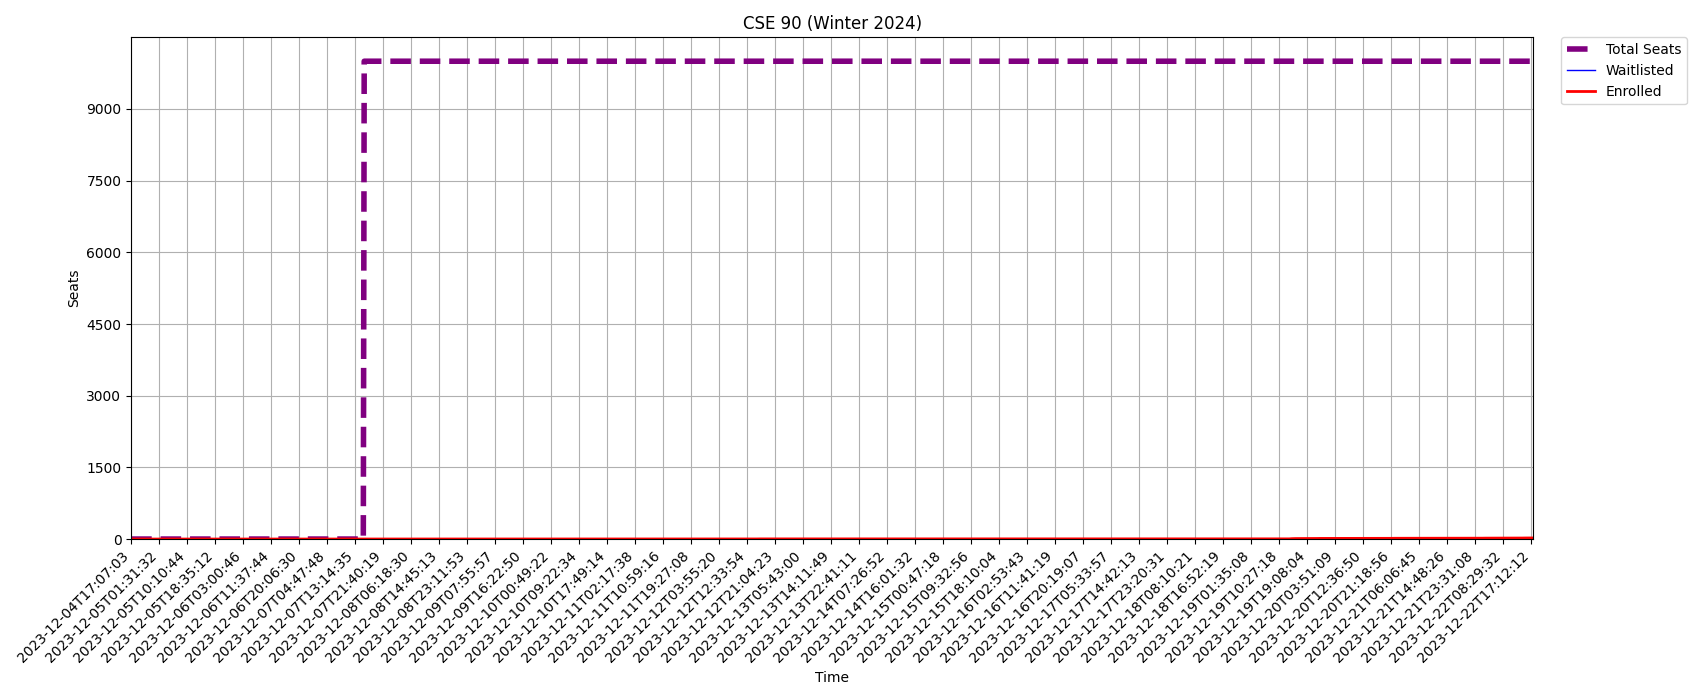 CSE 90 (Winter 2024)
Total Seats
Waitlisted
Enrolled
9000
7500
6000
4500
3000
1500
0
Seats
2023-12-04T17:07:03
2023-12-05T01:31:32
2023-12-05T10:10:44
2023-12-05T18:35:12
2023-12-06T03:00:46
2023-12-06T11:37:44
2023-12-06T20:06:30
2023-12-07T04:47:48
2023-12-07T13:14:35
2023-12-07T21:40:19
2023-12-08T06:18:30
2023-12-08T14:45:13
2023-12-08T23:11:53
2023-12-09T07:55:57
2023-12-09T16:22:50
2023-12-10T00:49:22
2023-12-10T09:22:34
2023-12-10T17:49:14
2023-12-11T02:17:38
2023-12-11T10:59:16
2023-12-11T19:27:08
2023-12-12T03:55:20
2023-12-12T12:33:54
2023-12-12T21:04:23
2023-12-13T05:43:00
2023-12-13T14:11:49
2023-12-13T22:41:11
2023-12-14T07:26:52
2023-12-14T16:01:32
2023-12-15T00:47:18
2023-12-15T09:32:56
2023-12-15T18:10:04
2023-12-16T02:53:43
2023-12-16T11:41:19
2023-12-16T20:19:07
2023-12-17T05:33:57
2023-12-17T14:42:13
2023-12-17T23:20:31
2023-12-18T08:10:21
2023-12-18T16:52:19
2023-12-19T01:35:08
2023-12-19T10:27:18
2023-12-19T19:08:04
2023-12-20T03:51:09
2023-12-20T12:36:50
2023-12-20T21:18:56
2023-12-21T06:06:45
2023-12-21T14:48:26
2023-12-21T23:31:08
2023-12-22T08:29:32
2023-12-22T17:12:12
Time